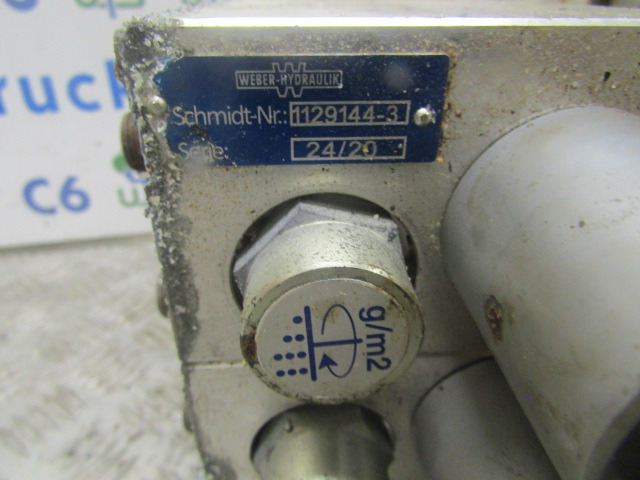 WEBER-HYDRAULIK
Schmidt-Nr.: 1129144-3
Serie: 24/20
g/m2
ruck
C6